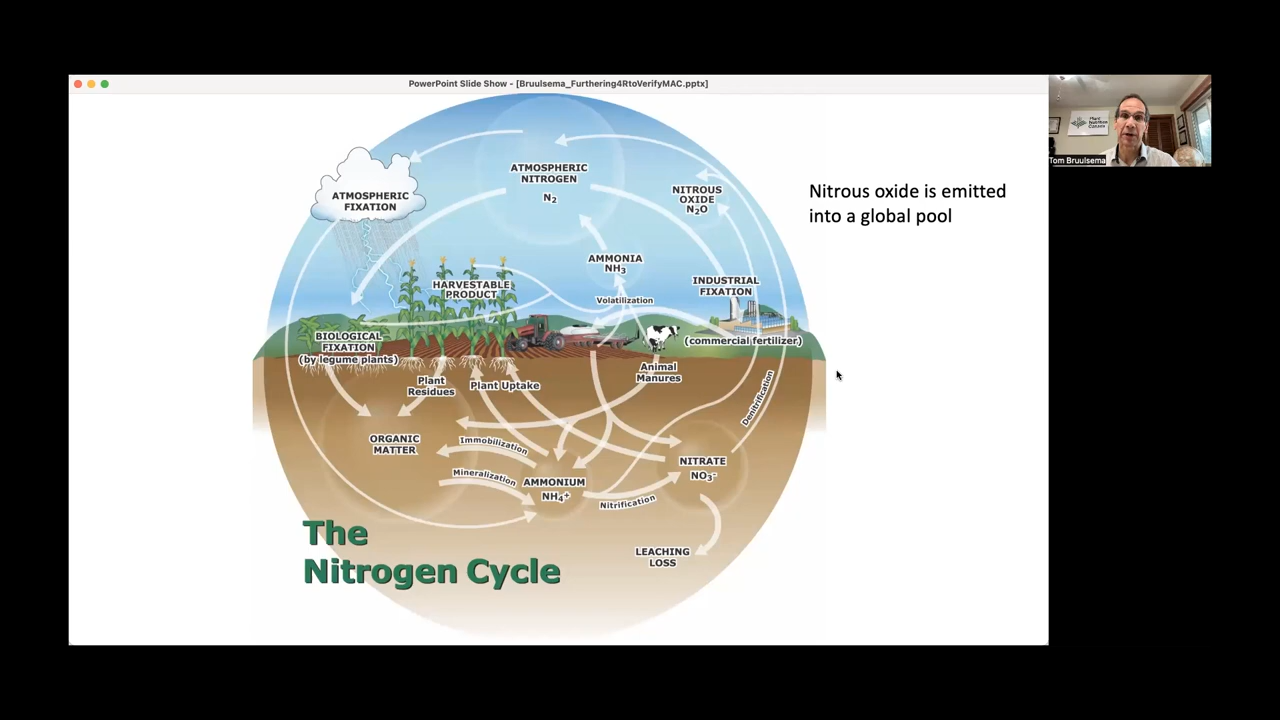 PowerPoint Slide Show - [Bruulsema_Furthering4RtoVerifyMAC.pptx]
Plant
Nutrition
Canada
Tom Bruulsema
Nitrous oxide is emitted
into a global pool
ATMOSPHERIC
FIXATION
ATMOSPHERIC
NITROGEN
N₂
NITROUS
OXIDE
N₂O
AMMONIA
NH₃
HARVESTABLE
PRODUCT
INDUSTRIAL
FIXATION
Volatilization
BIOLOGICAL
FIXATION
(by legume plants)
(commercial fertilizer)
Plant
Residues
Plant Uptake
Animal
Manures
Denitrification
ORGANIC
MATTER
Immobilization
Mineralization
AMMONIUM
NH₄⁺
Nitrification
NITRATE
NO₃⁻
LEACHING
LOSS
The
Nitrogen Cycle